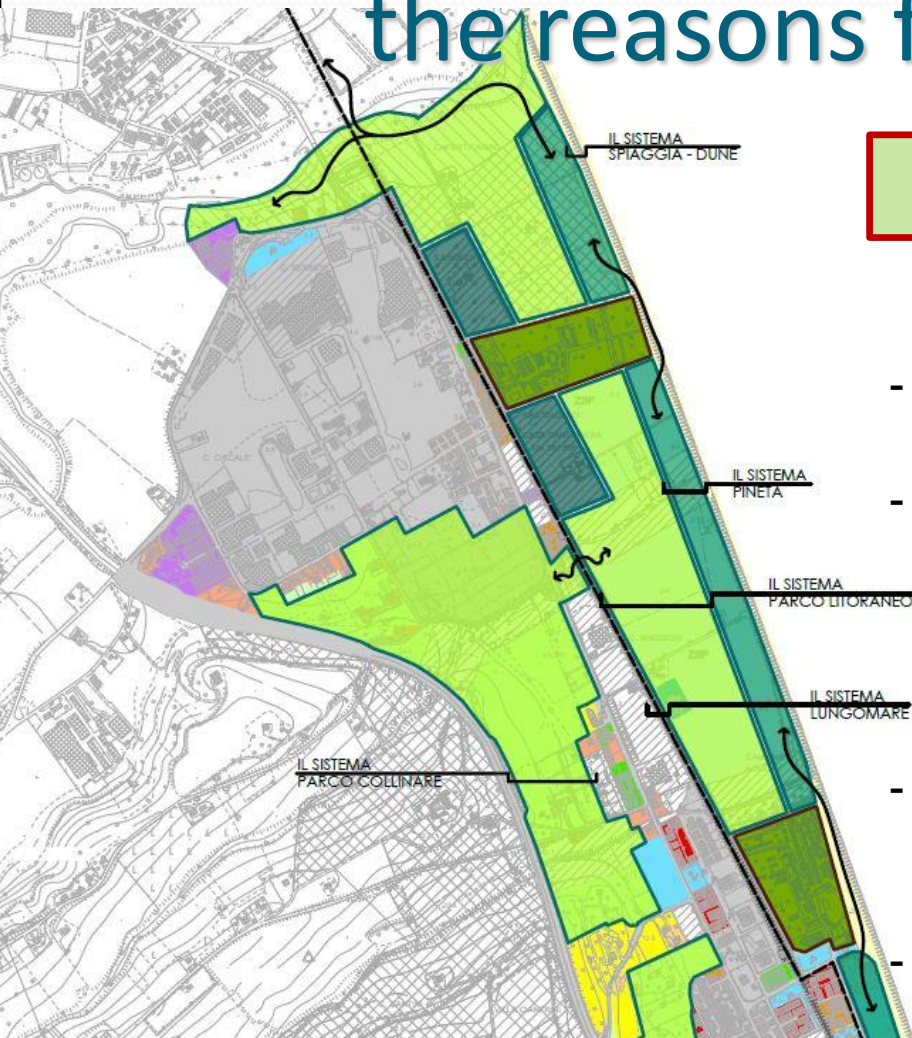 the reasons f
IL SISTEMA
SPIAGGIA - DUNE
-
IL SISTEMA
PINETA
-
IL SISTEMA
PARCO LITORANEO
IL SISTEMA
LUNGOMARE
IL SISTEMA
PARCO COLLINARE
-
-